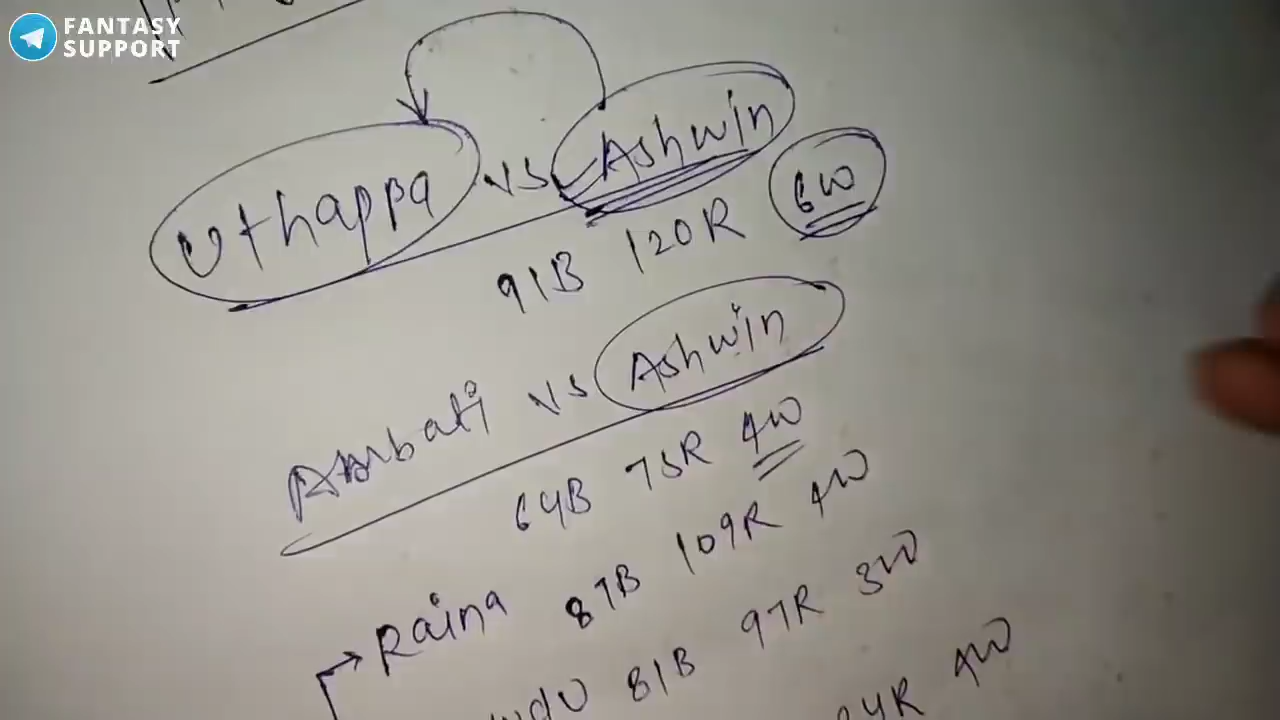 FANTASY
SUPPORT
Uthappa vs Ashwin
91B 120R 6W
Ambati vs Ashwin
64B 75R 4W
Raina 87B 109R 4W
81B 97R 3W
4W